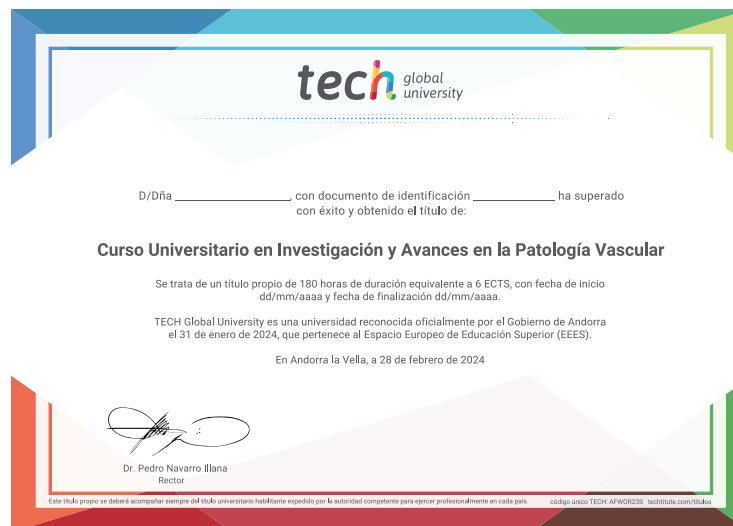 tech global university
D/Dña ______________, con documento de identificación __________ ha superado
con éxito y obtenido el título de:
Curso Universitario en Investigación y Avances en la Patología Vascular
Se trata de un título propio de 180 horas de duración equivalente a 6 ECTS, con fecha de inicio
dd/mm/aaaa y fecha de finalización dd/mm/aaaa.
TECH Global University es una universidad reconocida oficialmente por el Gobierno de Andorra
el 31 de enero de 2024, que pertenece al Espacio Europeo de Educación Superior (EEES).
En Andorra la Vella, a 28 de febrero de 2024
Dr. Pedro Navarro Illana
Rector
Este título propio se deberá acompañar siempre del título universitario habilitante expedido por la autoridad competente para ejercer profesionalmente en cada país. código único TECH: AFWOR23S techtitute.com/titulos